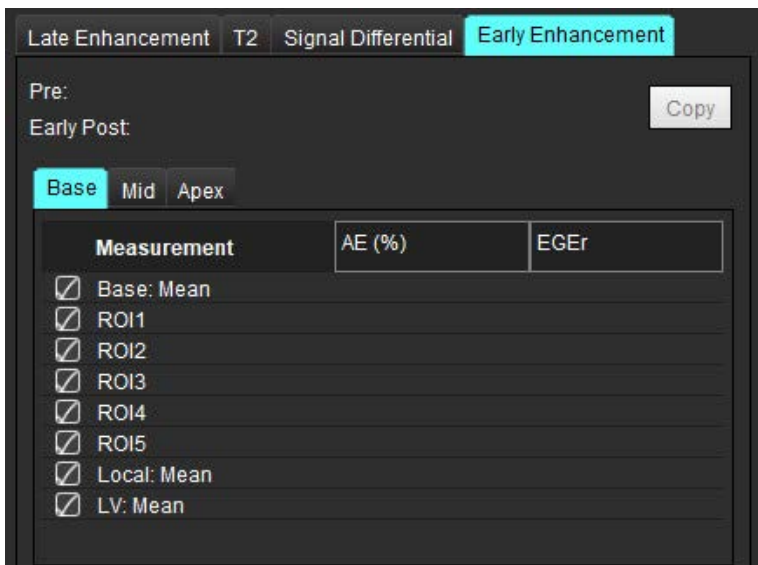 Late Enhancement T2 Signal Differential Early Enhancement
Pre:
Copy
Early Post:
Base Mid Apex
Measurement AE (%) EGEr
Base: Mean
ROI1
ROI2
ROI3
ROI4
ROI5
Local: Mean
LV: Mean